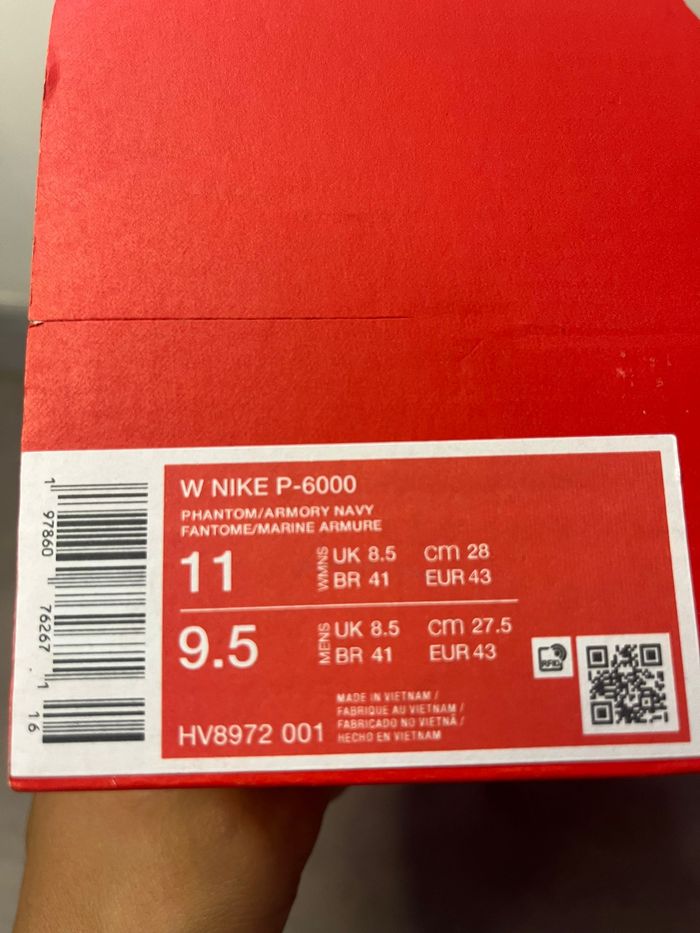 W NIKE P-6000
PHANTOM/ARMORY NAVY
FANTOME/MARINE ARMURE
11 WMNS UK 8.5 cm 28
BR 41 EUR 43
9.5 MENS UK 8.5 cm 27.5
BR 41 EUR 43
RFID
MADE IN VIETNAM /
FABRIQUE AU VIETNAM /
FABRICADO NO VIETNÃ /
HECHO EN VIETNAM
HV8972 001
1 97860 76267 1 16